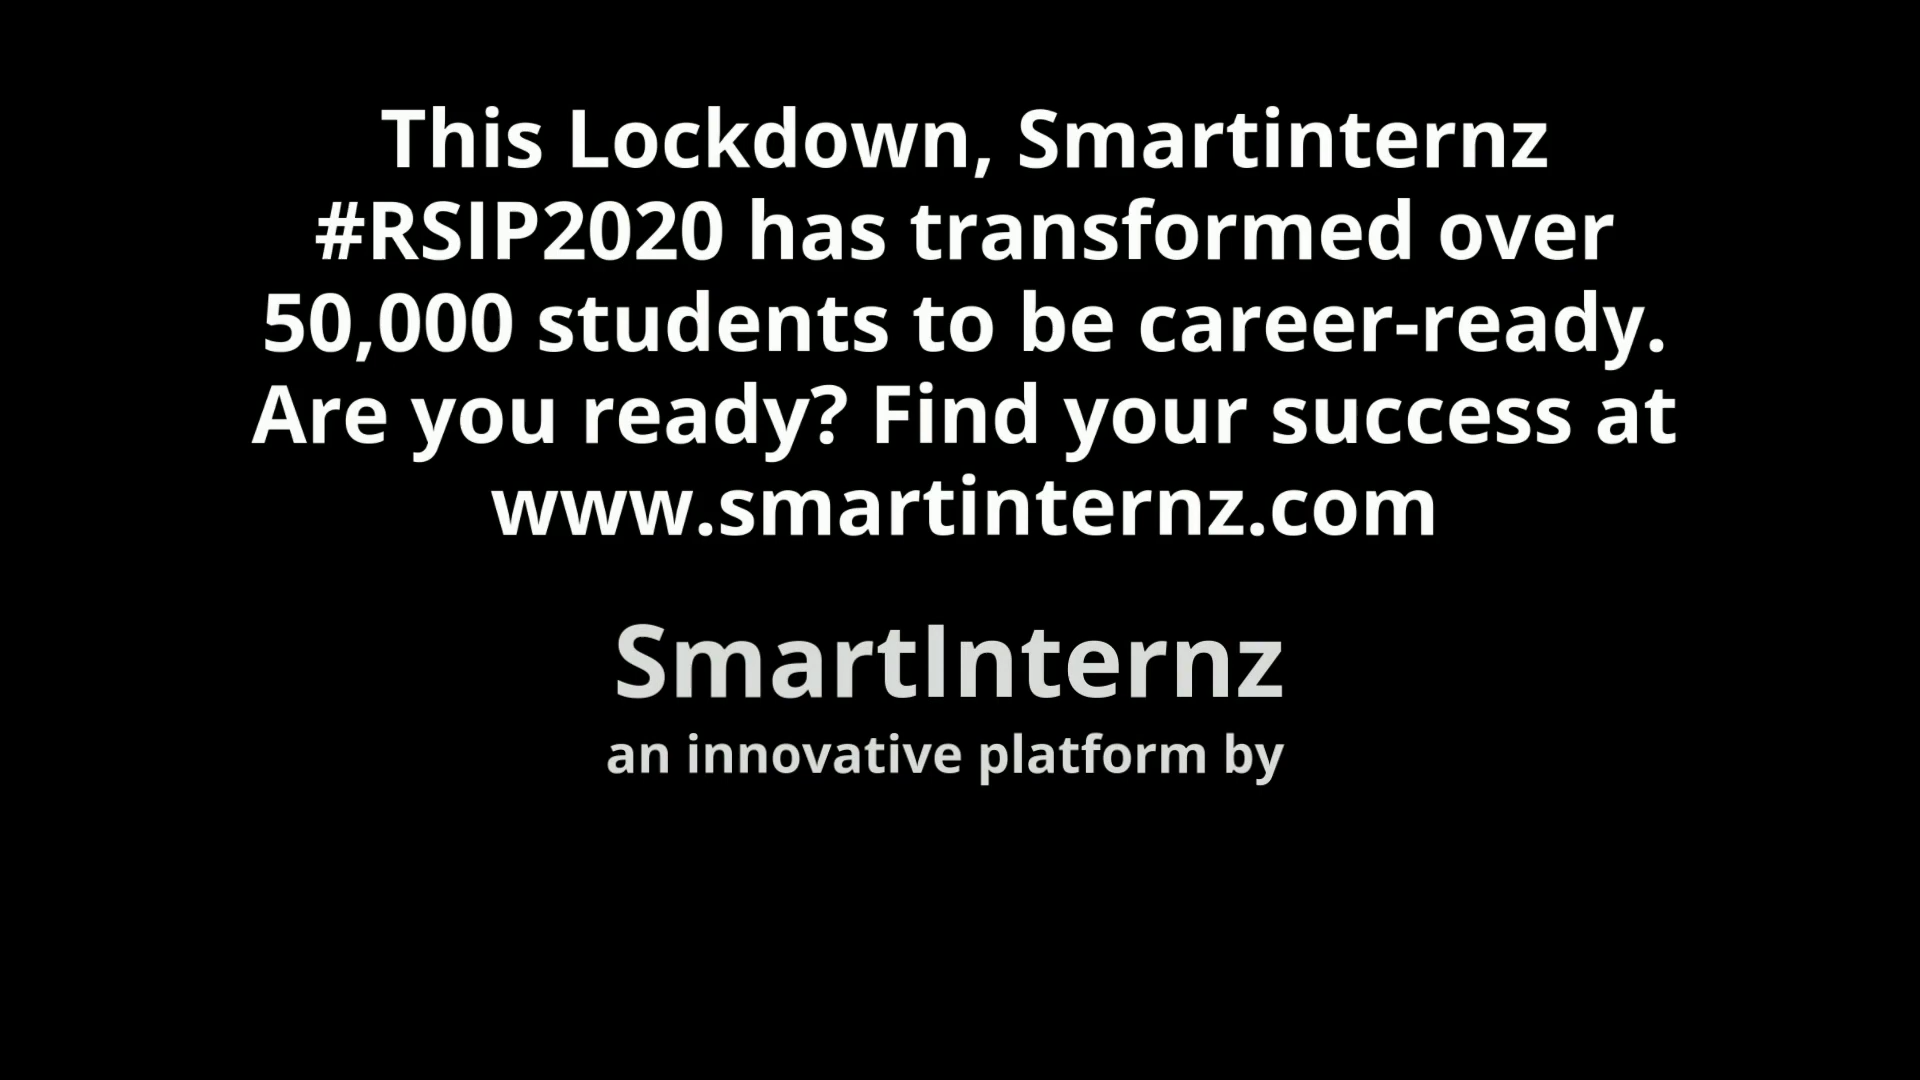 This Lockdown, Smartinternz
#RSIP2020 has transformed over
50,000 students to be career-ready.
Are you ready? Find your success at
www.smartinternz.com
SmartInternz
an innovative platform by